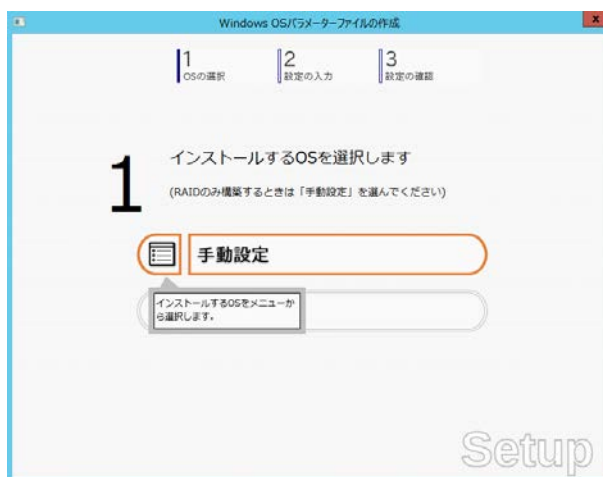 Windows OSパラメーターファイルの作成
x
1
OSの選択
2
設定の入力
3
設定の確認
1
インストールするOSを選択します
(RAIDのみ構築するときは「手動設定」を選んでください)
手動設定
インストールするOSをメニューか
ら選択します。
Setup